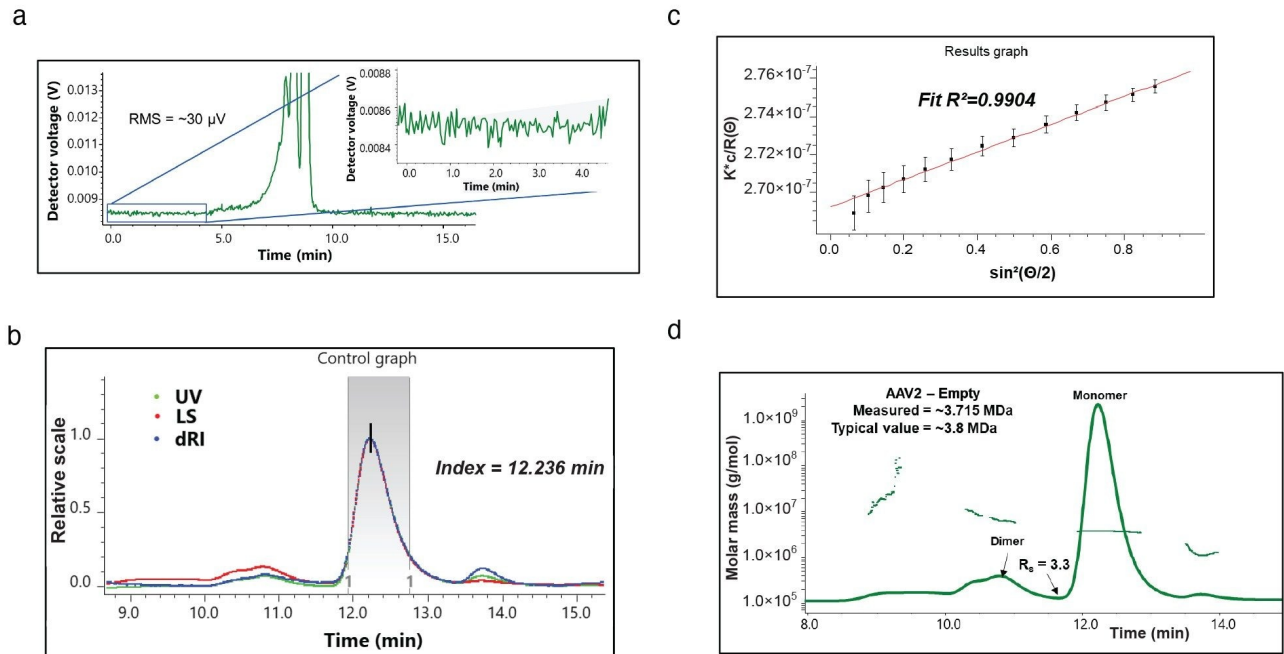 a
RMS = ~30 µV
Detector voltage (V)
0.013
0.012
0.011
0.010
0.009
0.0
5.0
10.0
15.0
Time (min)
Detector voltage (V)
0.0088
0.0086
0.0084
0.0
1.0
2.0
3.0
4.0
Time (min)
b
Control graph
UV
LS
dRI
Index = 12.236 min
Relative scale
1.0
0.5
0.0
1
1
9.0
10.0
11.0
12.0
13.0
14.0
15.0
Time (min)
c
Results graph
Fit R²=0.9904
K*c/R(Θ)
2.76×10⁻⁷
2.74×10⁻⁷
2.72×10⁻⁷
2.70×10⁻⁷
0.0
0.2
0.4
0.6
0.8
sin²(Θ/2)
d
AAV2 – Empty
Measured = ~3.715 MDa
Typical value = ~3.8 MDa
Monomer
Dimer
Rₛ = 3.3
Molar mass (g/mol)
1.0×10⁹
1.0×10⁸
1.0×10⁷
1.0×10⁶
1.0×10⁵
8.0
10.0
12.0
14.0
Time (min)